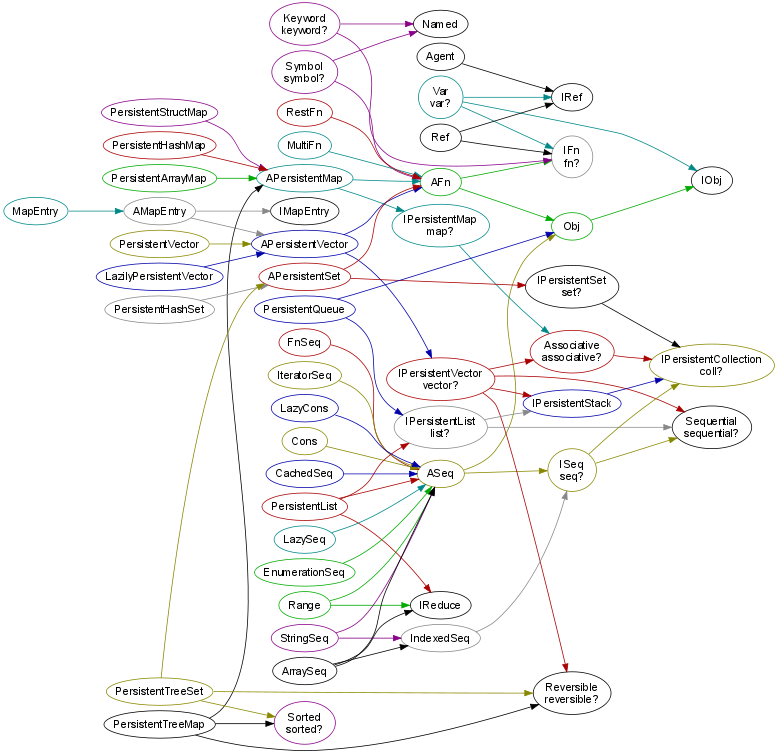 Keyword
keyword?
Named
Symbol
symbol?
Agent
Var
var?
IRef
PersistentStructMap
RestFn
Ref
PersistentHashMap
MultiFn
IFn
fn?
PersistentArrayMap
APersistentMap
AFn
IObj
MapEntry
AMapEntry
IMapEntry
IPersistentMap
map?
Obj
PersistentVector
APersistentVector
LazilyPersistentVector
APersistentSet
IPersistentSet
set?
PersistentHashSet
PersistentQueue
FnSeq
Associative
associative?
IteratorSeq
IPersistentVector
vector?
IPersistentCollection
coll?
LazyCons
IPersistentStack
IPersistentList
list?
Sequential
sequential?
Cons
CachedSeq
ASeq
ISeq
seq?
PersistentList
LazySeq
EnumerationSeq
Range
IReduce
StringSeq
IndexedSeq
ArraySeq
PersistentTreeSet
Reversible
reversible?
PersistentTreeMap
Sorted
sorted?